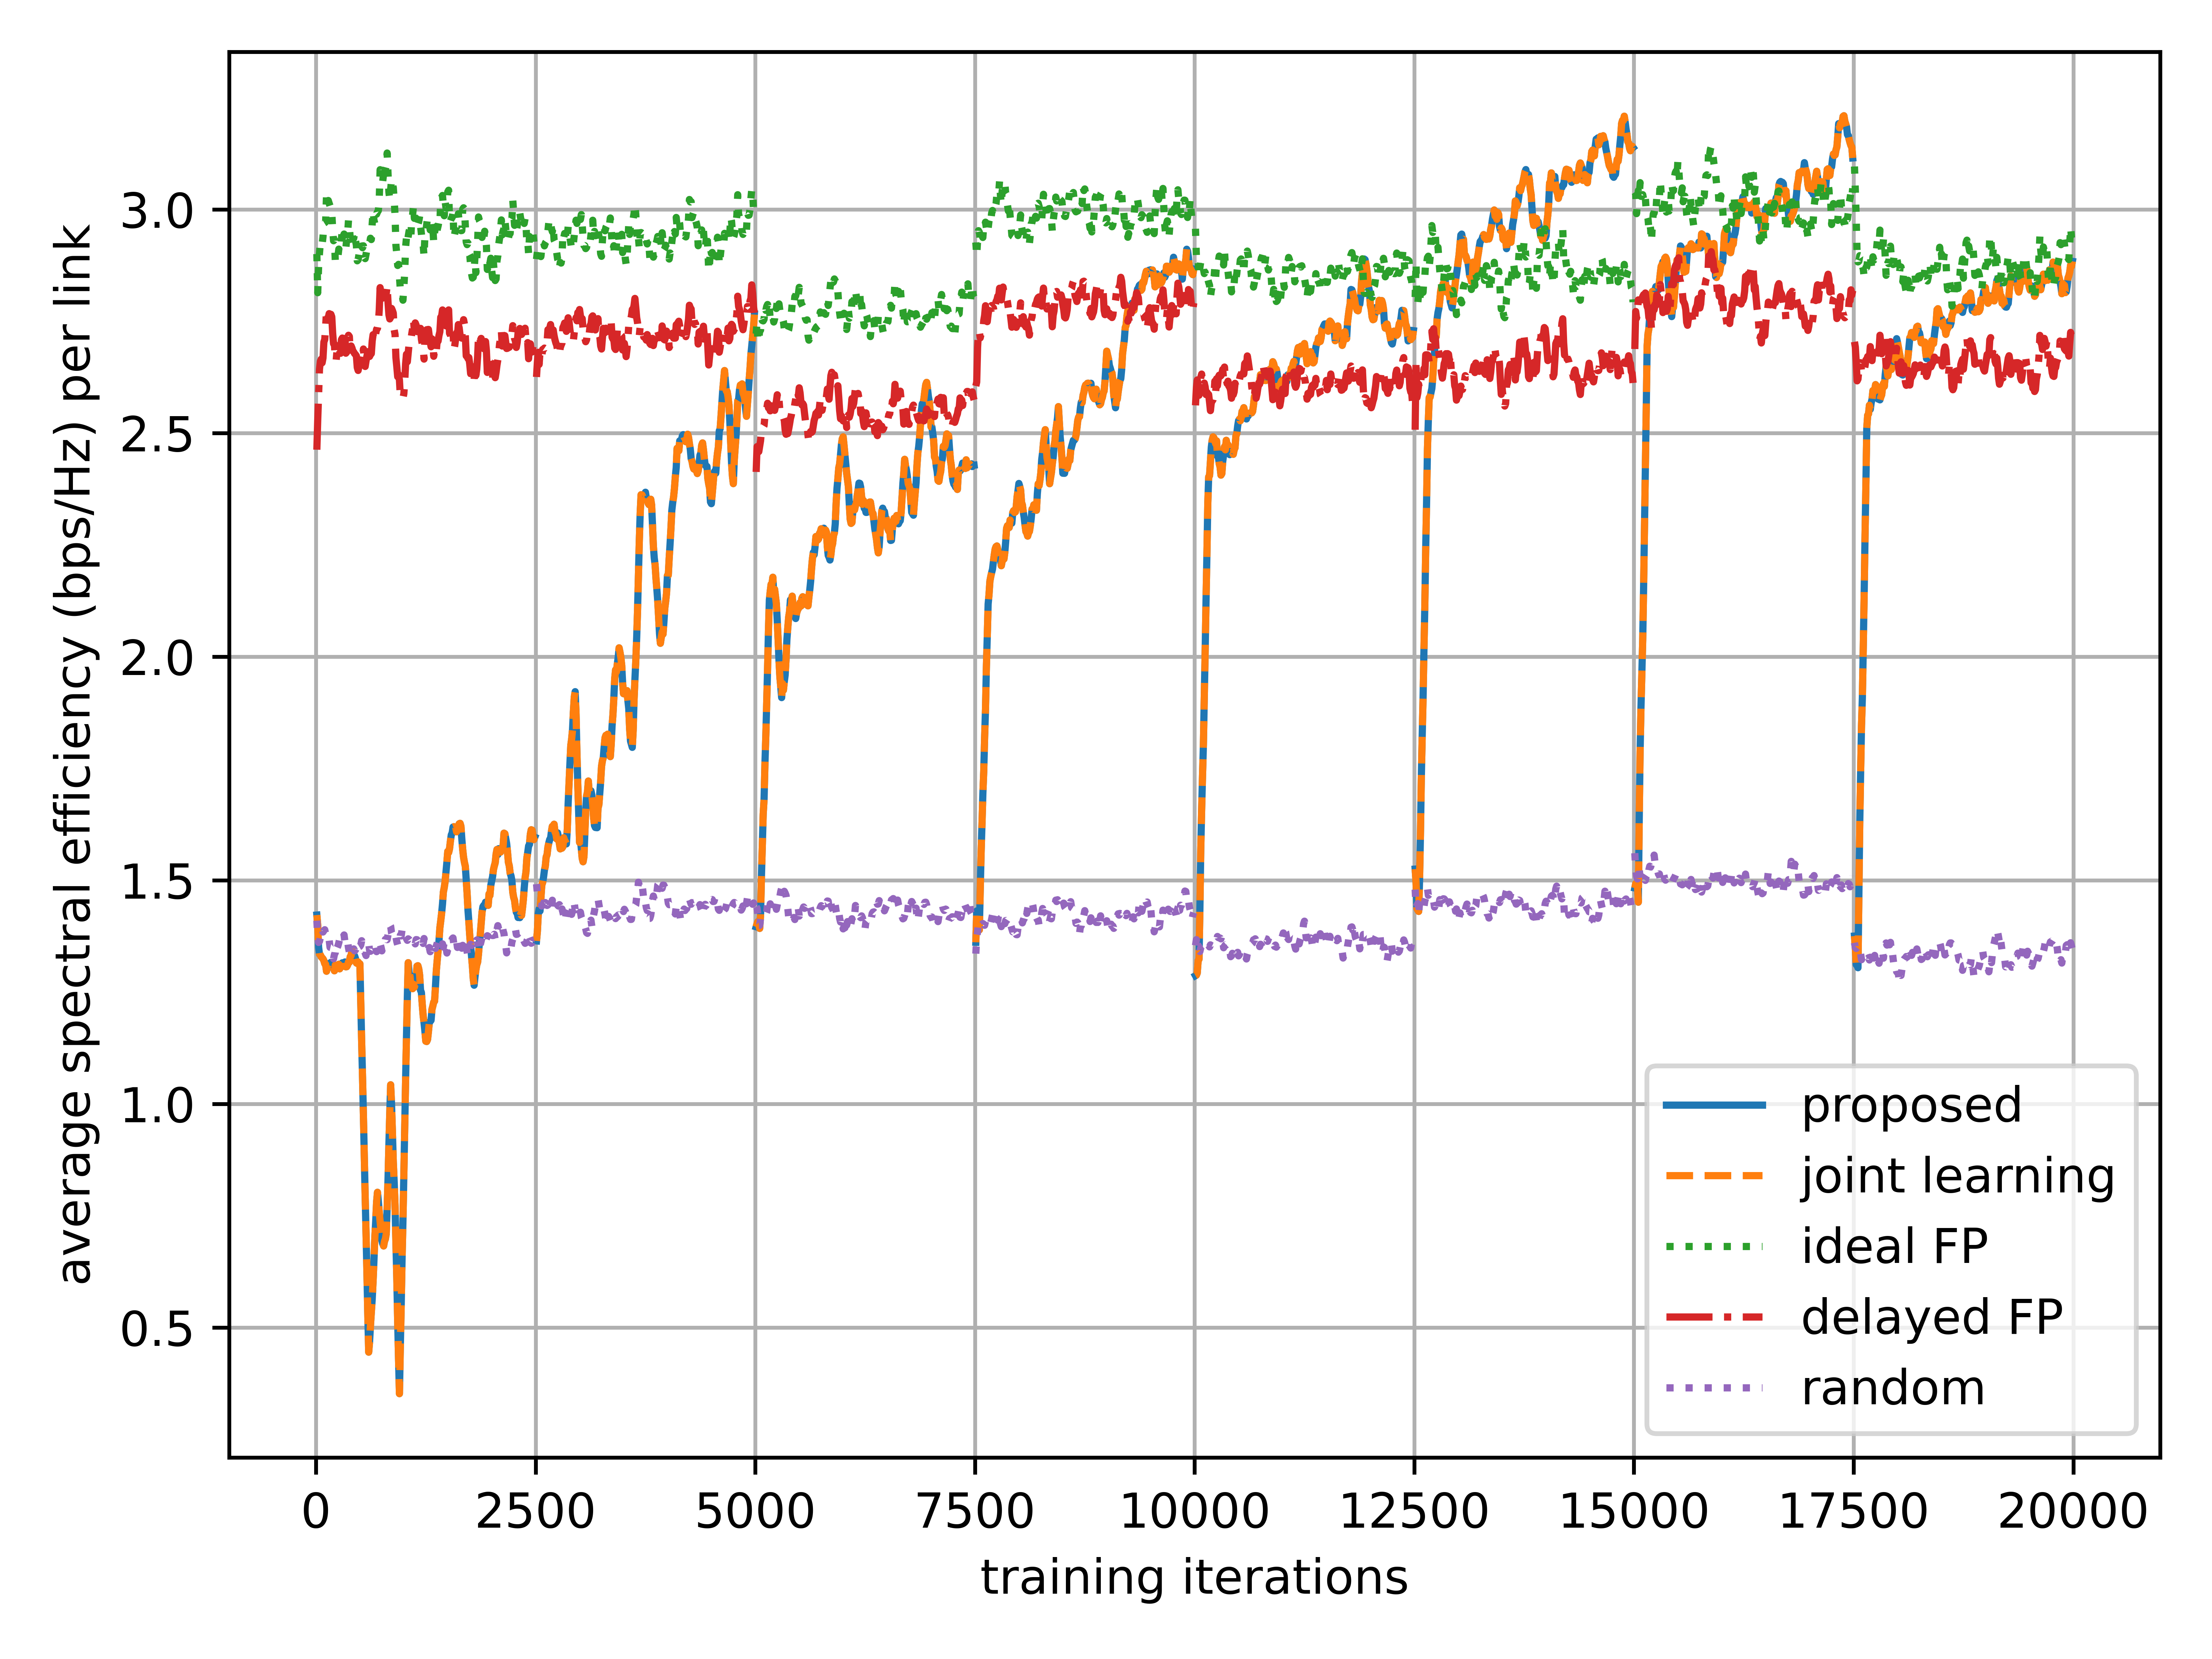 average spectral efficiency (bps/Hz) per link
3.0
2.5
2.0
1.5
1.0
0.5
proposed
joint learning
ideal FP
delayed FP
random
0 2500 5000 7500 10000 12500 15000 17500 20000
training iterations